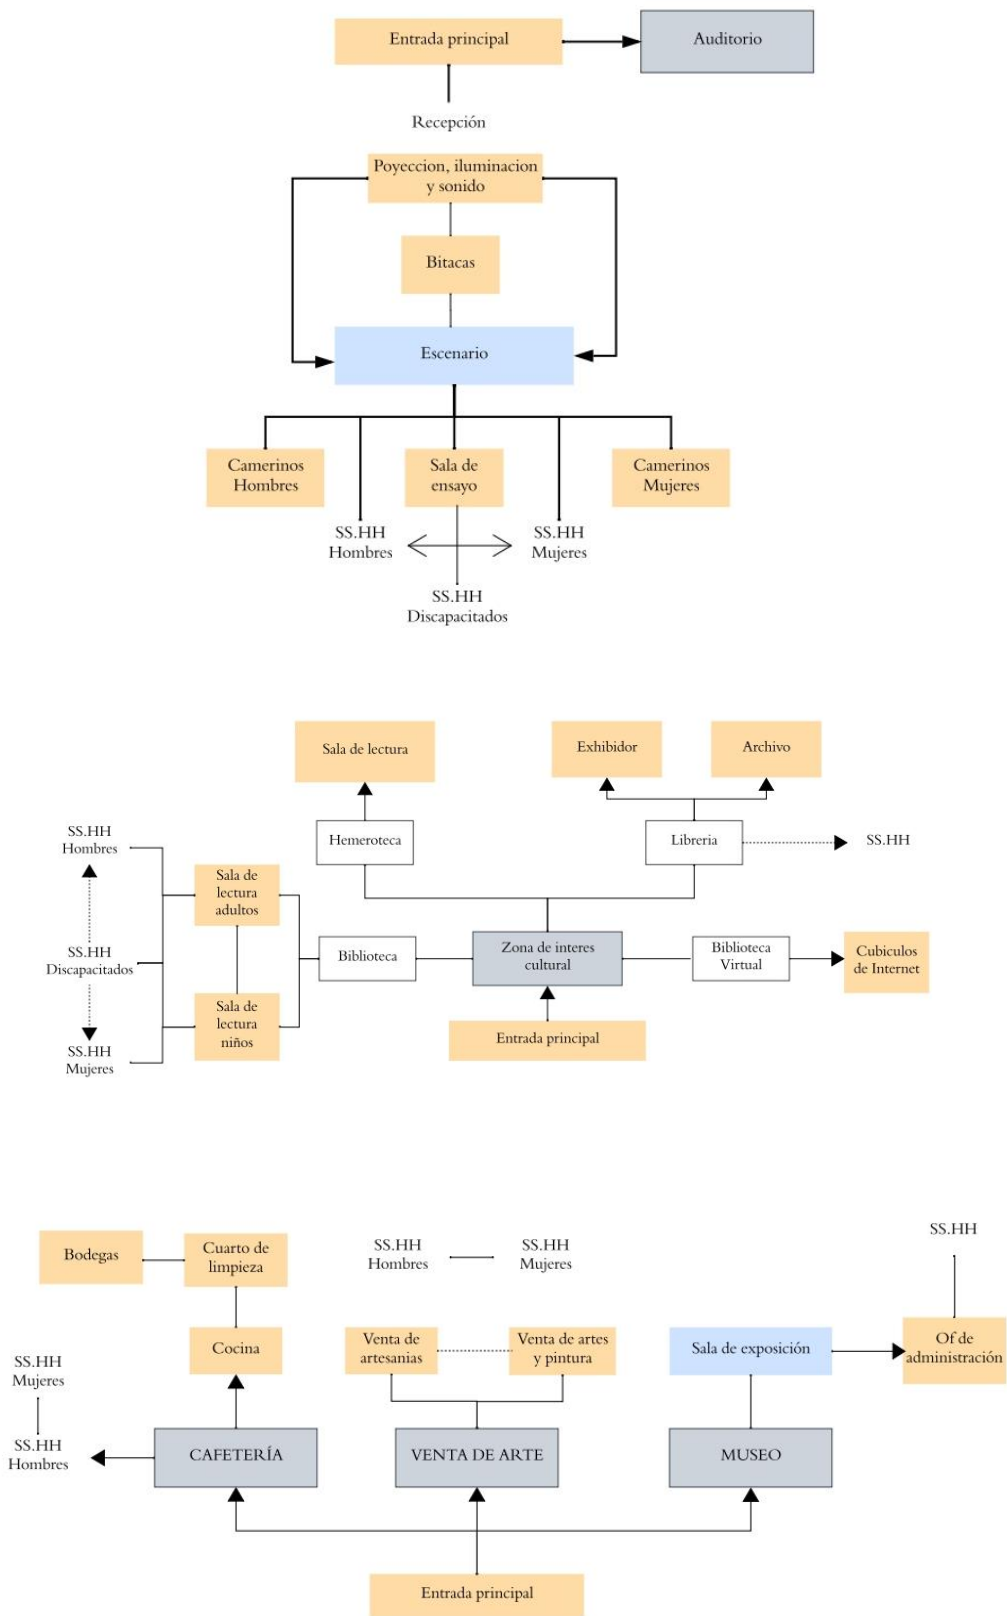 Entrada principal
Auditorio
Recepción
Poyeccion, iluminacion
y sonido
Bitacas
Escenario
Camerinos
Hombres
Sala de
ensayo
Camerinos
Mujeres
SS.HH
Hombres
SS.HH
Mujeres
SS.HH
Discapacitados
Sala de lectura
Exhibidor
Archivo
Hemeroteca
Libreria
SS.HH
SS.HH
Hombres
Sala de
lectura
adultos
SS.HH
Discapacitados
Biblioteca
Zona de interes
cultural
Biblioteca
Virtual
Cubiculos
de Internet
Sala de
lectura
niños
Entrada principal
SS.HH
Mujeres
Bodegas
Cuarto de
limpieza
SS.HH
Hombres
SS.HH
Mujeres
SS.HH
Cocina
Venta de
artesanias
Venta de artes
y pintura
Sala de exposición
Of de
administración
SS.HH
Mujeres
SS.HH
Hombres
CAFETERÍA
VENTA DE ARTE
MUSEO
Entrada principal